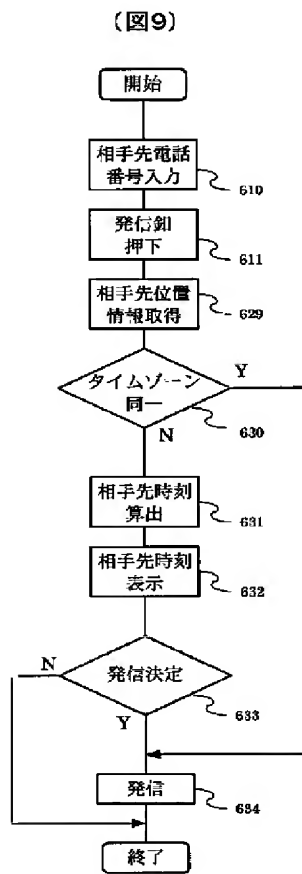 (図9)
開始
相手先電話
番号入力
610
発信釦
押下
611
相手先位置
情報取得
629
タイムゾーン
同一
Y
N
630
相手先時刻
算出
631
相手先時刻
表示
632
N
発信決定
Y
633
発信
634
終了